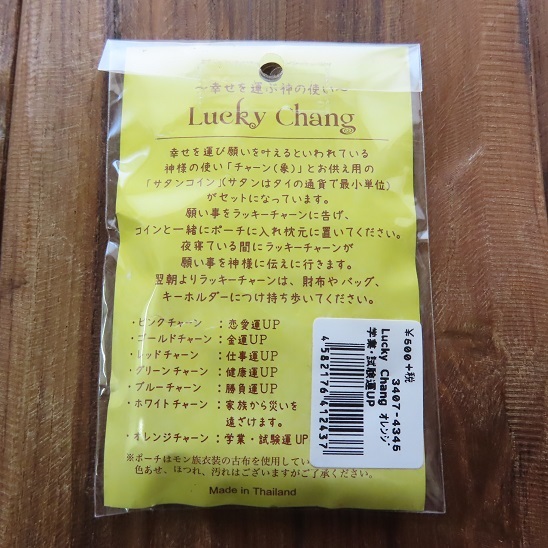 ～幸せを運ぶ神の使い～
Lucky Chang
幸せを運び願いを叶えるといわれている
神様の使い「チャーン(象)」とお供え用の
「サタンコイン」(サタンはタイの通貨で最小単位)
がセットになっています。
願い事をラッキーチャーンに告げ、
コインと一緒にポーチに入れ枕元に置いてください。
夜寝ている間にラッキーチャーンが
願い事を神様に伝えに行きます。
翌朝よりラッキーチャーンは、財布やバッグ、
キーホルダーにつけ持ち歩いてください。
・ピンクチャーン：恋愛運UP
・ゴールドチャーン：金運UP
・レッドチャーン：仕事運UP
・グリーンチャーン：健康運UP
・ブルーチャーン：勝負運UP
・ホワイトチャーン：家族から災いを
遠ざけます。
・オレンジチャーン：学業・試験運UP
※ポーチはモン族衣装の古布を使用してい
色あせ、ほつれ、汚れはございますがご了承ください。
Made in Thailand
¥500+税
3407-4345
Lucky Chang オレンジ
学業・試験運UP
4582176412437